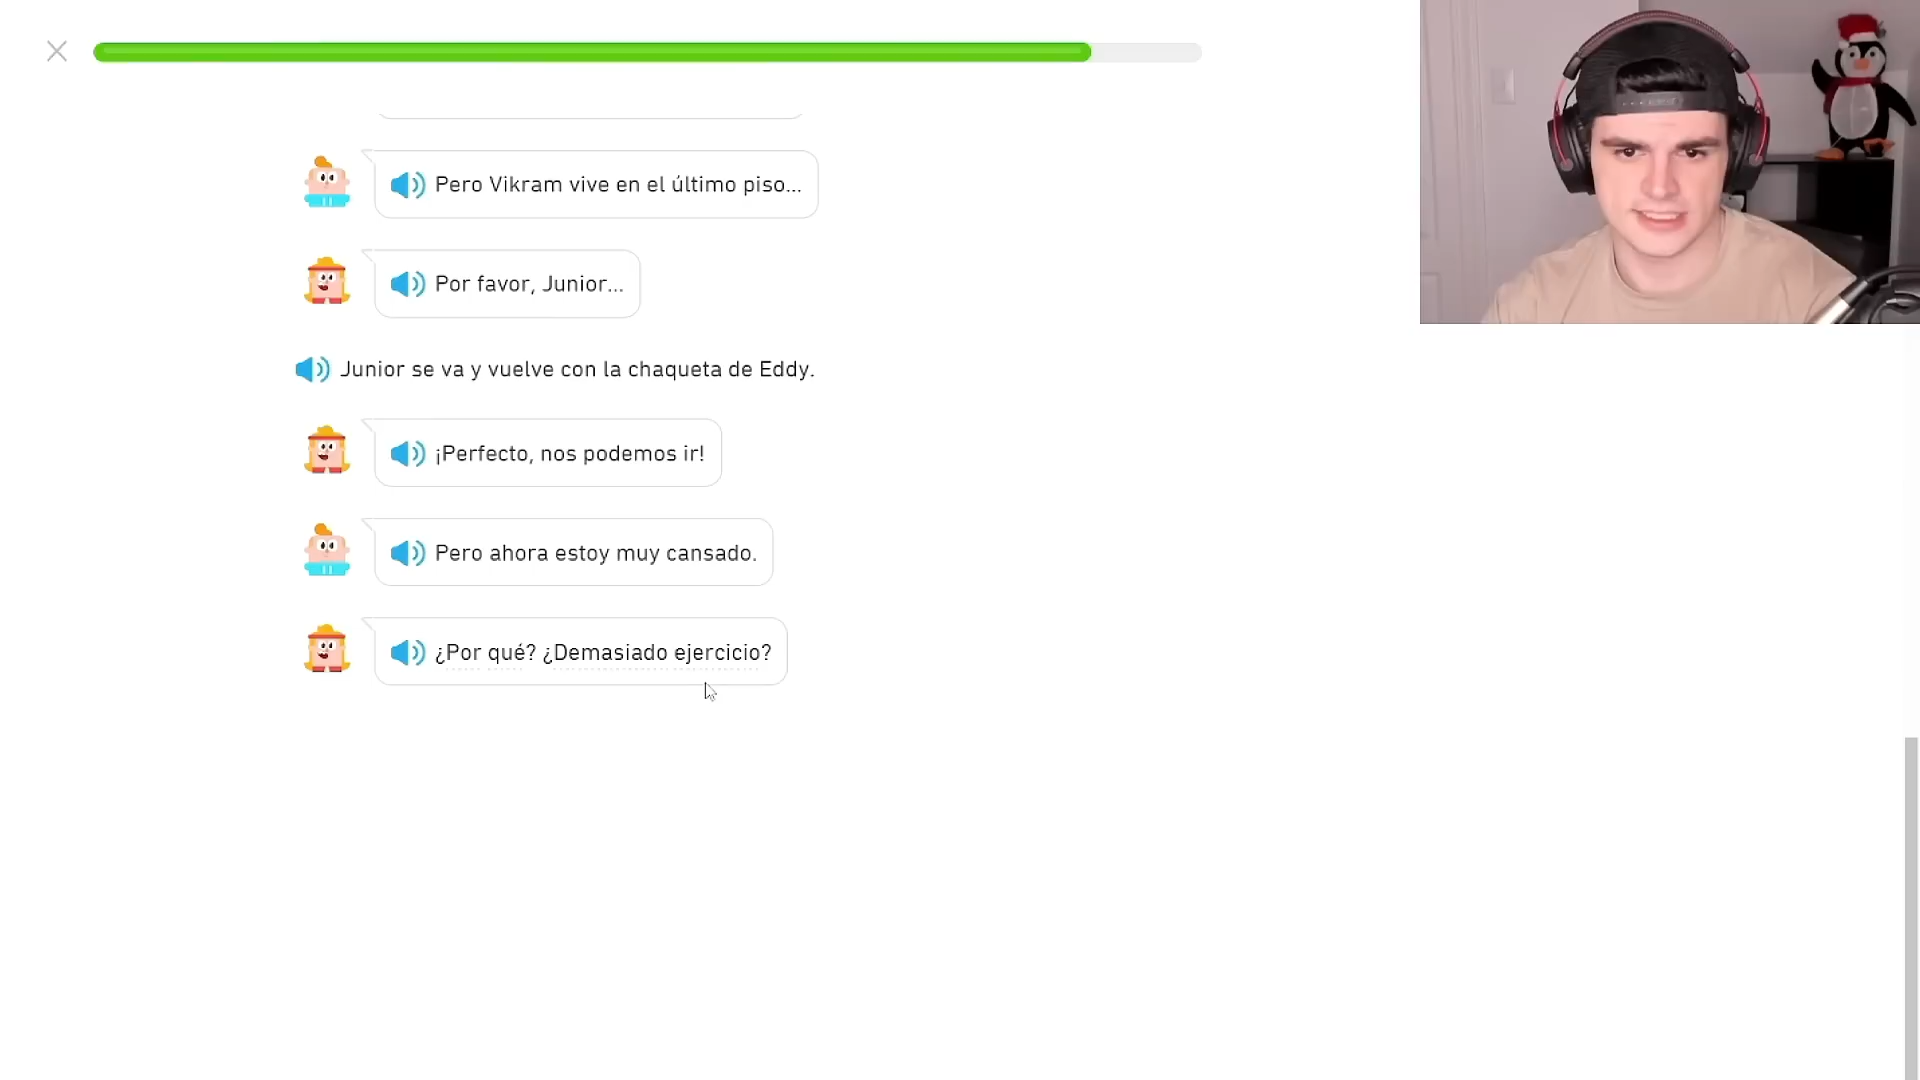 Pero Vikram vive en el último piso...
Por favor, Junior...
Junior se va y vuelve con la chaqueta de Eddy.
¡Perfecto, nos podemos ir!
Pero ahora estoy muy cansado.
¿Por qué? ¿Demasiado ejercicio?